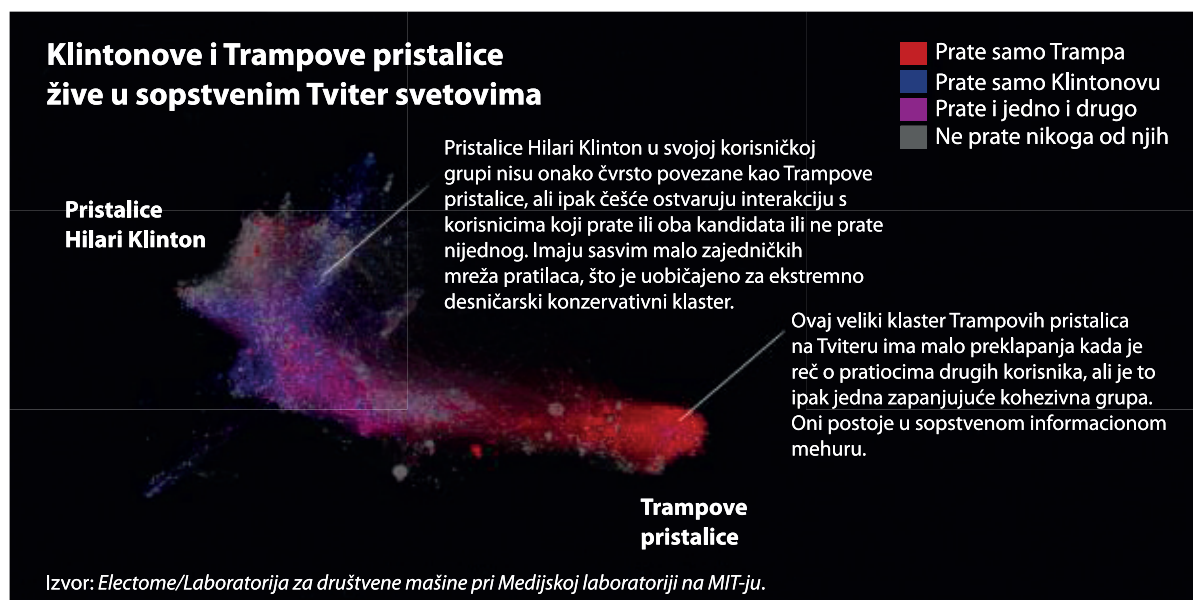 Klintonove i Trampove pristalice
žive u sopstvenim Tviter svetovima
Prate samo Trampa
Prate samo Klintonovu
Prate i jedno i drugo
Ne prate nikoga od njih
Pristalice
Hilari Klinton
Pristalice Hilari Klinton u svojoj korisničkoj
grupi nisu onako čvrsto povezane kao Trampove
pristalice, ali ipak češće ostvaruju interakciju s
korisnicima koji prate ili oba kandidata ili ne prate
nijednog. Imaju sasvim malo zajedničkih
mreža pratilaca, što je uobičajeno za ekstremno
desničarski konzervativni klaster.
Ovaj veliki klaster Trampovih pristalica
na Tviteru ima malo preklapanja kada je
reč o pratiocima drugih korisnika, ali je to
ipak jedna zapanjujuće kohezivna grupa.
Oni postoje u sopstvenom informacionom
mehuru.
Trampove
pristalice
Izvor: Electome/Laboratorija za društvene mašine pri Medijskoj laboratoriji na MIT-ju.